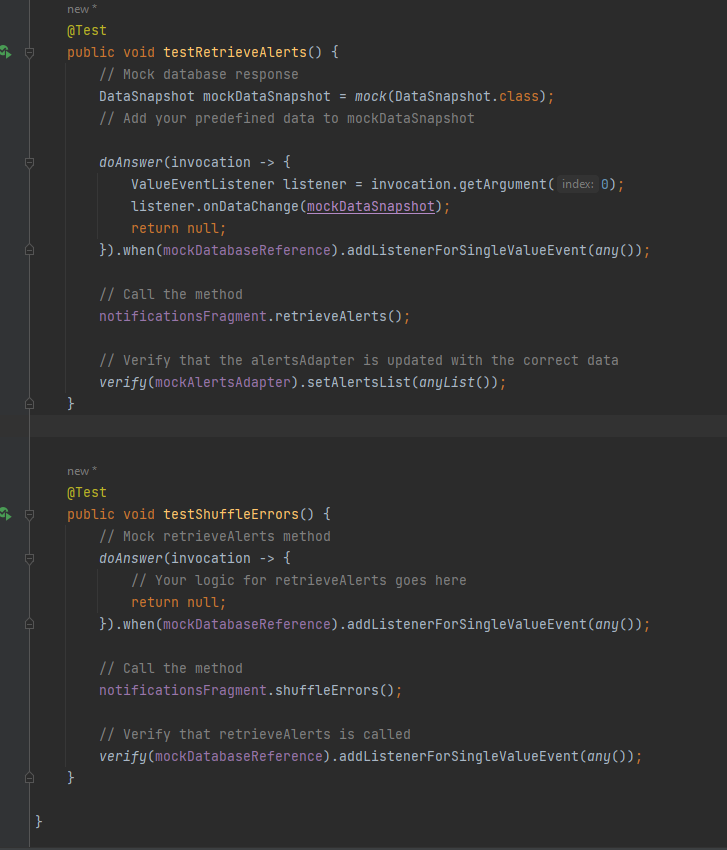 new *
@Test
public void testRetrieveAlerts() {
// Mock database response
DataSnapshot mockDataSnapshot = mock(DataSnapshot.class);
// Add your predefined data to mockDataSnapshot
doAnswer(invocation -> {
ValueEventListener listener = invocation.getArgument( index: 0);
listener.onDataChange(mockDataSnapshot);
return null;
}).when(mockDatabaseReference).addListenerForSingleValueEvent(any());
// Call the method
notificationsFragment.retrieveAlerts();
// Verify that the alertsAdapter is updated with the correct data
verify(mockAlertsAdapter).setAlertsList(anyList());
}
new *
@Test
public void testShuffleErrors() {
// Mock retrieveAlerts method
doAnswer(invocation -> {
// Your logic for retrieveAlerts goes here
return null;
}).when(mockDatabaseReference).addListenerForSingleValueEvent(any());
// Call the method
notificationsFragment.shuffleErrors();
// Verify that retrieveAlerts is called
verify(mockDatabaseReference).addListenerForSingleValueEvent(any());
}
}